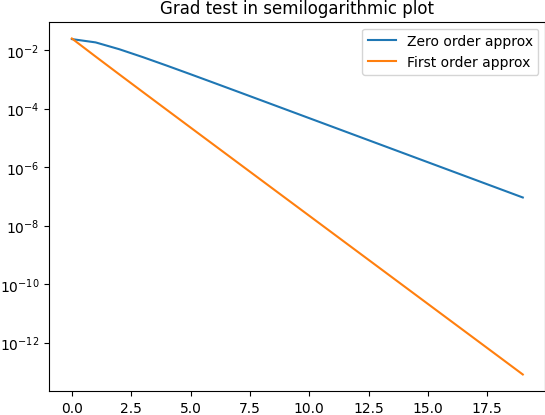 Grad test in semilogarithmic plot
Zero order approx
First order approx
10⁻²
10⁻⁴
10⁻⁶
10⁻⁸
10⁻¹⁰
10⁻¹²
0.0 2.5 5.0 7.5 10.0 12.5 15.0 17.5